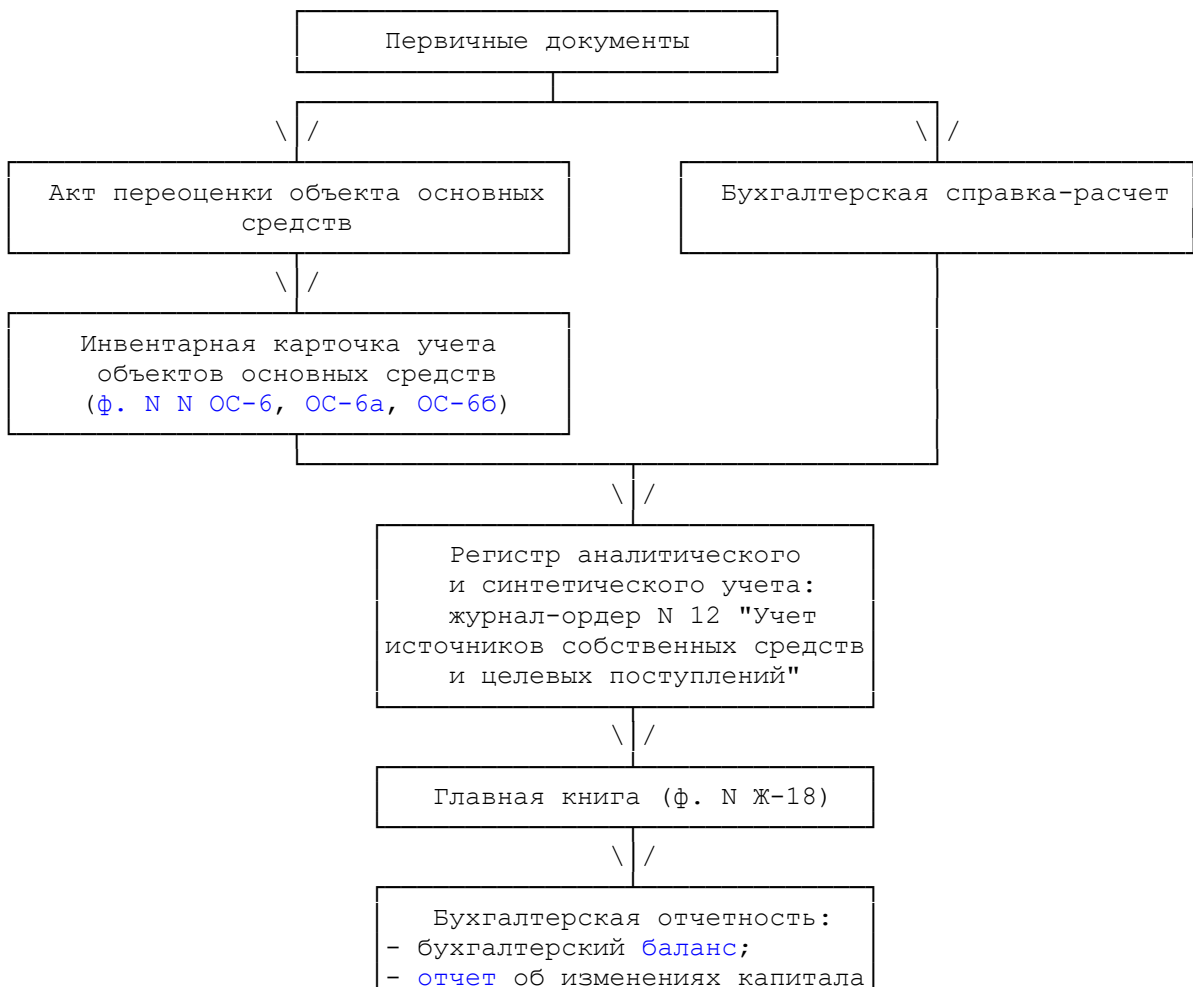 Первичные документы
Акт переоценки объекта основных
средств
Бухгалтерская справка-расчет
Инвентарная карточка учета
объектов основных средств
(ф. N N ОС-6, ОС-6а, ОС-6б)
Регистр аналитического
и синтетического учета:
журнал-ордер N 12 "Учет
источников собственных средств
и целевых поступлений"
Главная книга (ф. N Ж-18)
Бухгалтерская отчетность:
- бухгалтерский баланс;
- отчет об изменениях капитала